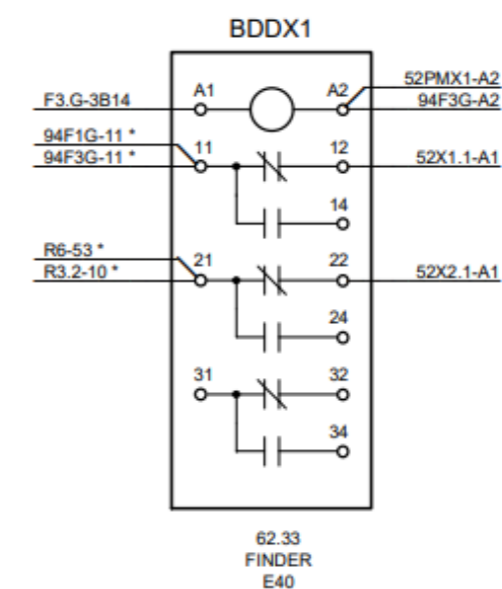 BDDX1
52PMX1-A2
F3.G-3B14 A1 A2 94F3G-A2
94F1G-11 *
94F3G-11 * 11 12 52X1.1-A1
14
R6-53 *
R3.2-10 * 21 22 52X2.1-A1
24
31 32
34
62.33
FINDER
E40